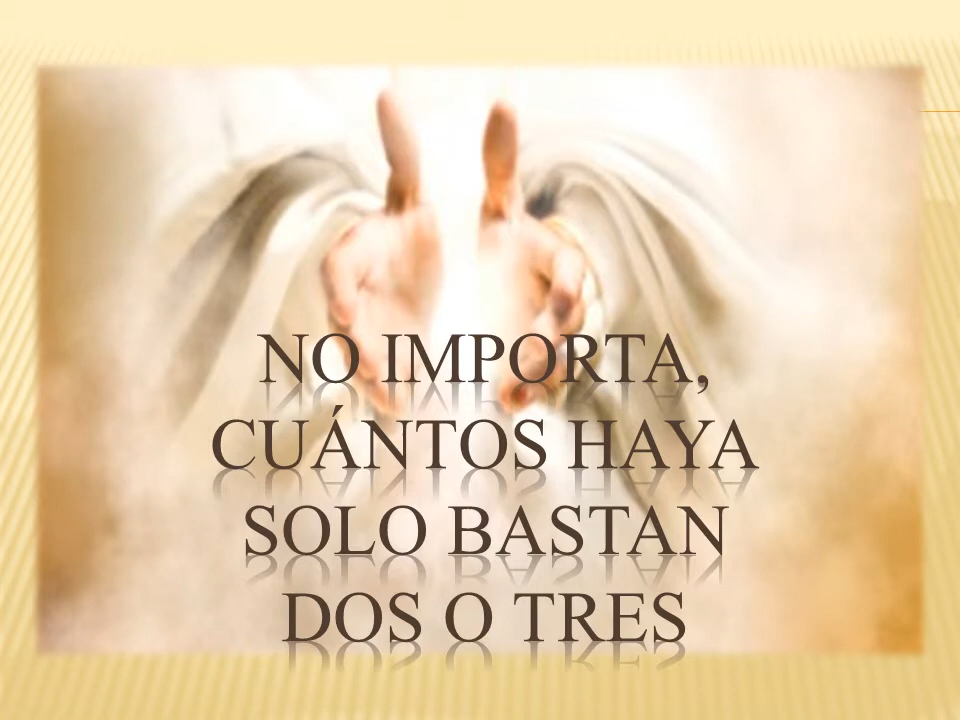 NO IMPORTA,
CUÁNTOS HAYA
SOLO BASTAN
DOS O TRES